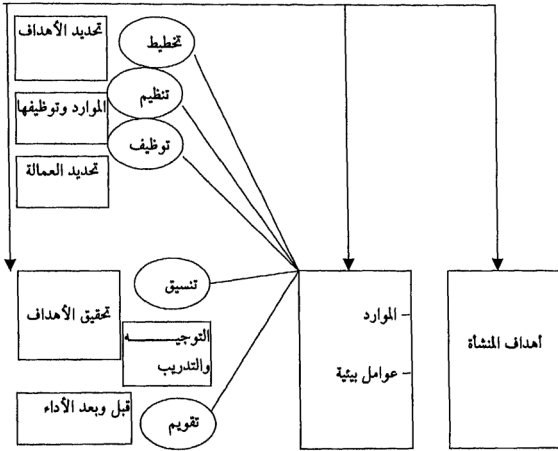 تحديد الأهداف
تخطيط
تنظيم
الموارد وتوظيفها
توظيف
تحديد العمالة
تنسيق
تحقيق الأهداف
التوجيـــــــه
والتدريب
قبل وبعد الأداء
تقويم
- الموارد
- عوامل بيئية
أهداف المنشأة